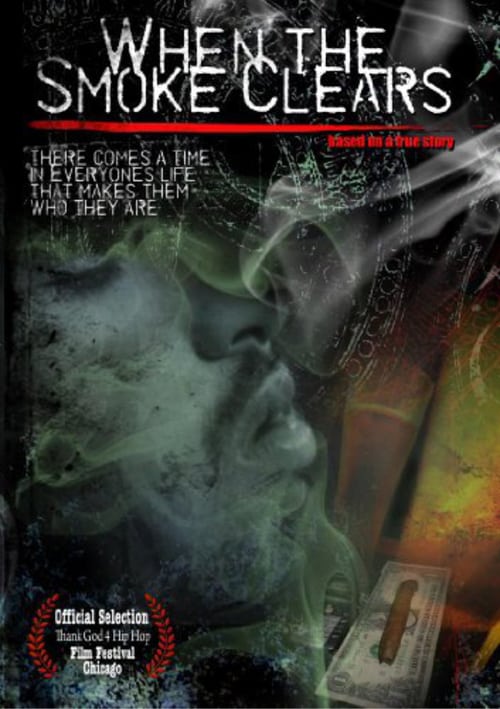 WHEN THE
SMOKE CLEARS
based on a true story
THERE COMES A TIME
IN EVERYONES LIFE
THAT MAKES THEM
WHO THEY ARE
Official Selection
Thank God 4 Hip Hop
Film Festival
Chicago